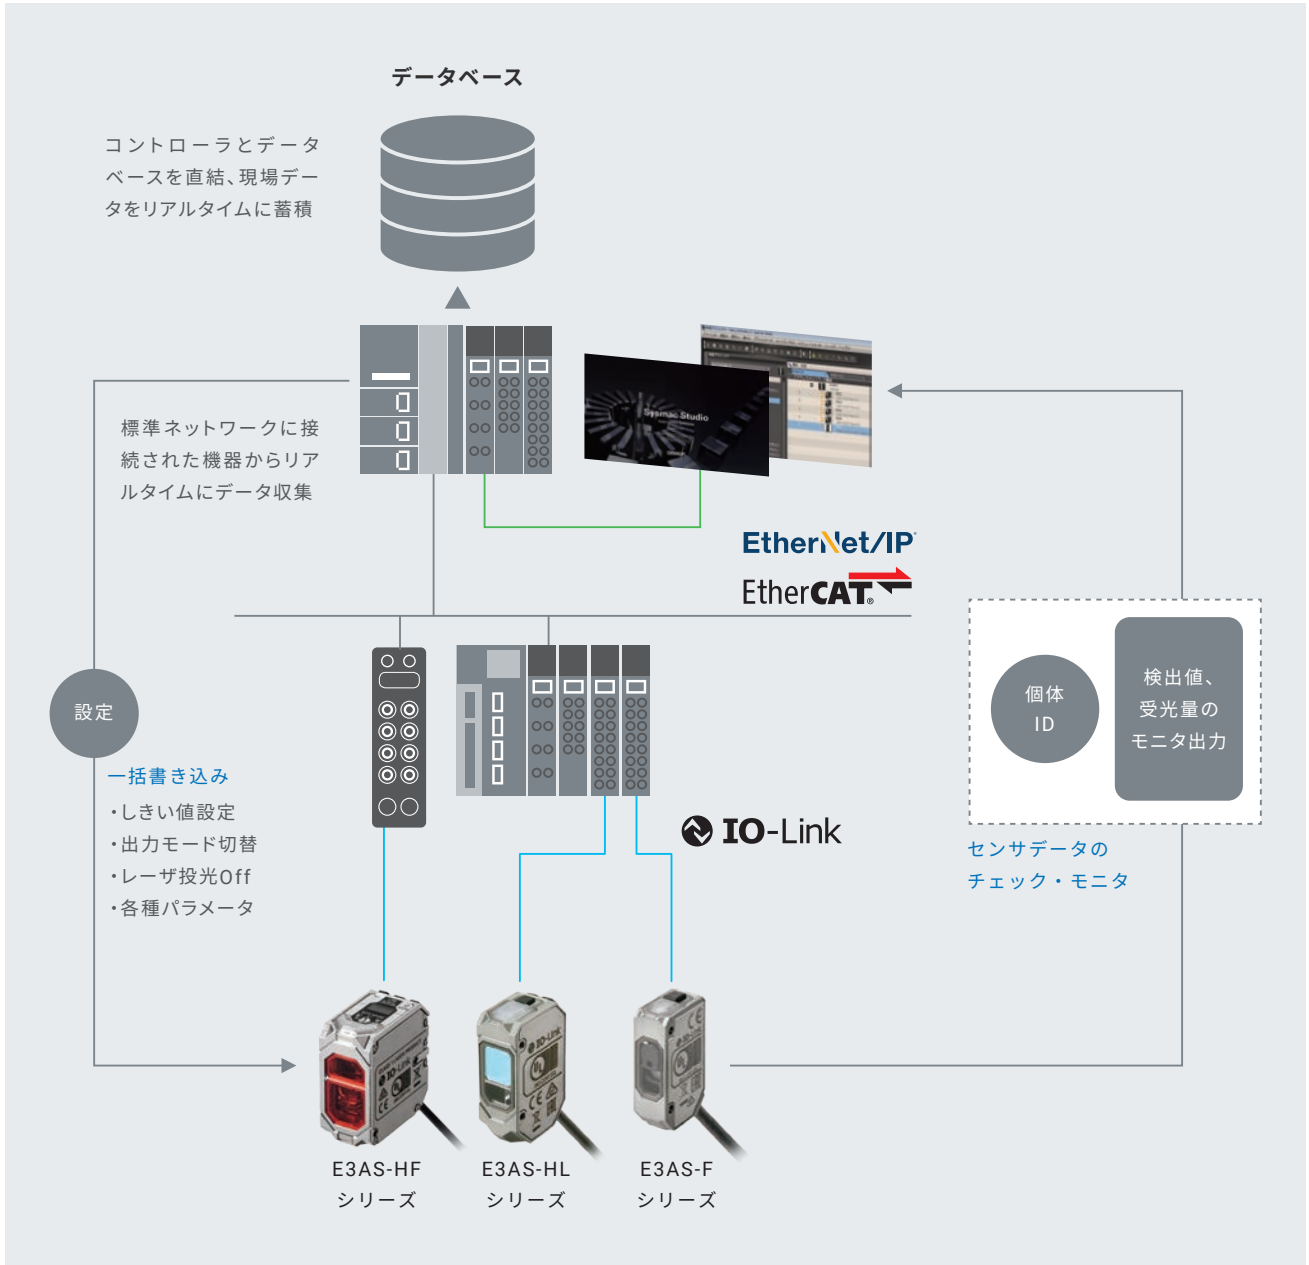 データベース
コントローラとデータ
ベースを直結、現場デー
タをリアルタイムに蓄積
標準ネットワークに接
続された機器からリア
ルタイムにデータ収集
Sysmac Studio
EtherNet/IP
EtherCAT®
設定
一括書き込み
・しきい値設定
・出力モード切替
・レーザ投光Off
・各種パラメータ
IO-Link
個体
ID
検出値、
受光量の
モニタ出力
センサデータの
チェック・モニタ
IO-Link
IO-Link
IO-Link
E3AS-HF
シリーズ
E3AS-HL
シリーズ
E3AS-F
シリーズ